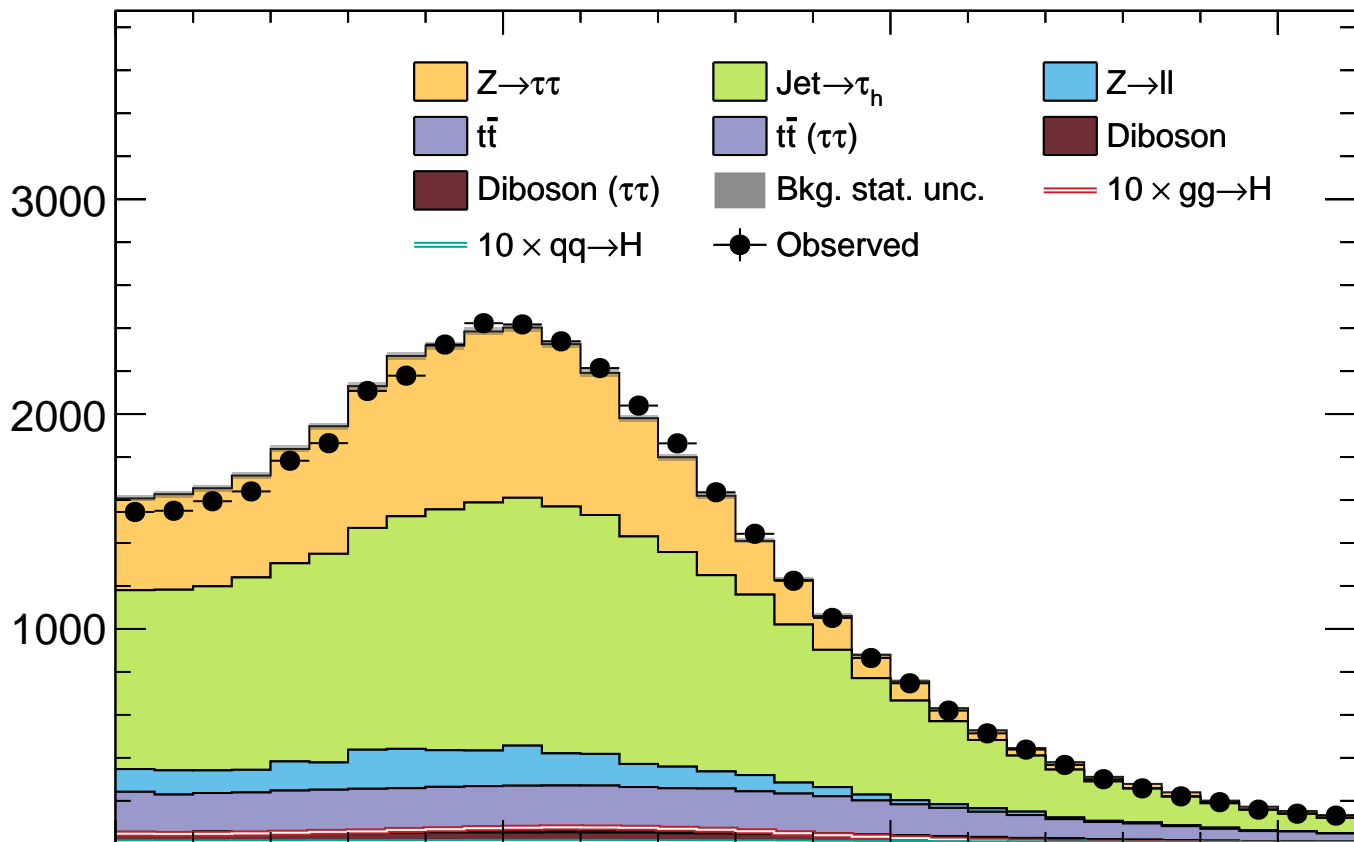 Z→ττ Jet→τₕ Z→ll
tt̄ tt̄ (ττ) Diboson
Diboson (ττ) Bkg. stat. unc. 10 × gg→H
10 × qq→H Observed
3000
2000
1000